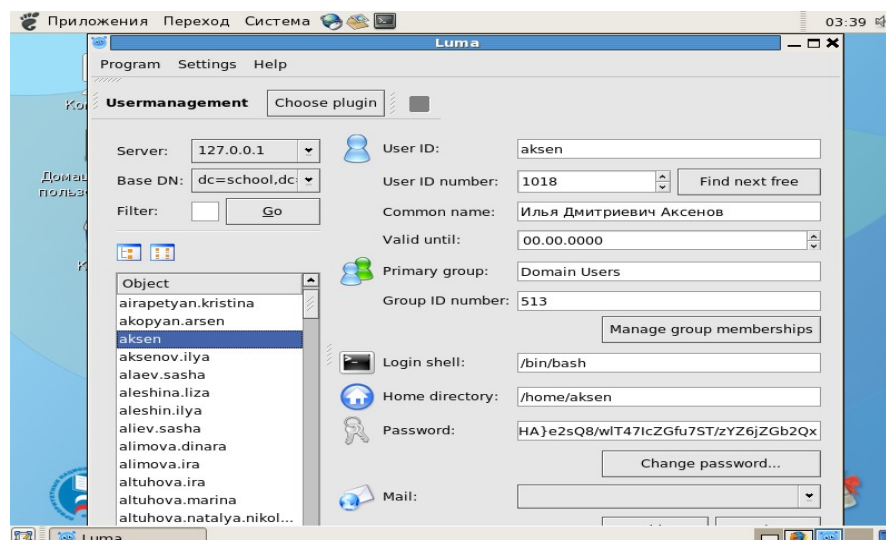 Приложения Переход Система 03:39
Luma
Program Settings Help
Usermanagement Choose plugin
Server: 127.0.0.1
Base DN: dc=school,dc
Filter: Go
Object
airapetyan.kristina
akopyan.arsen
aksen
aksenov.ilya
alaev.sasha
aleshina.liza
aleshin.ilya
aliev.sasha
alimova.dinara
alimova.ira
altuhova.ira
altuhova.marina
altuhova.natalya.nikol...
User ID: aksen
User ID number: 1018 Find next free
Common name: Илья Дмитриевич Аксенов
Valid until: 00.00.0000
Primary group: Domain Users
Group ID number: 513
Manage group memberships
Login shell: /bin/bash
Home directory: /home/aksen
Password: HA}e2sQ8/wlT47IcZGfu7ST/zYZ6jZGb2Qx
Change password...
Mail:
Luma